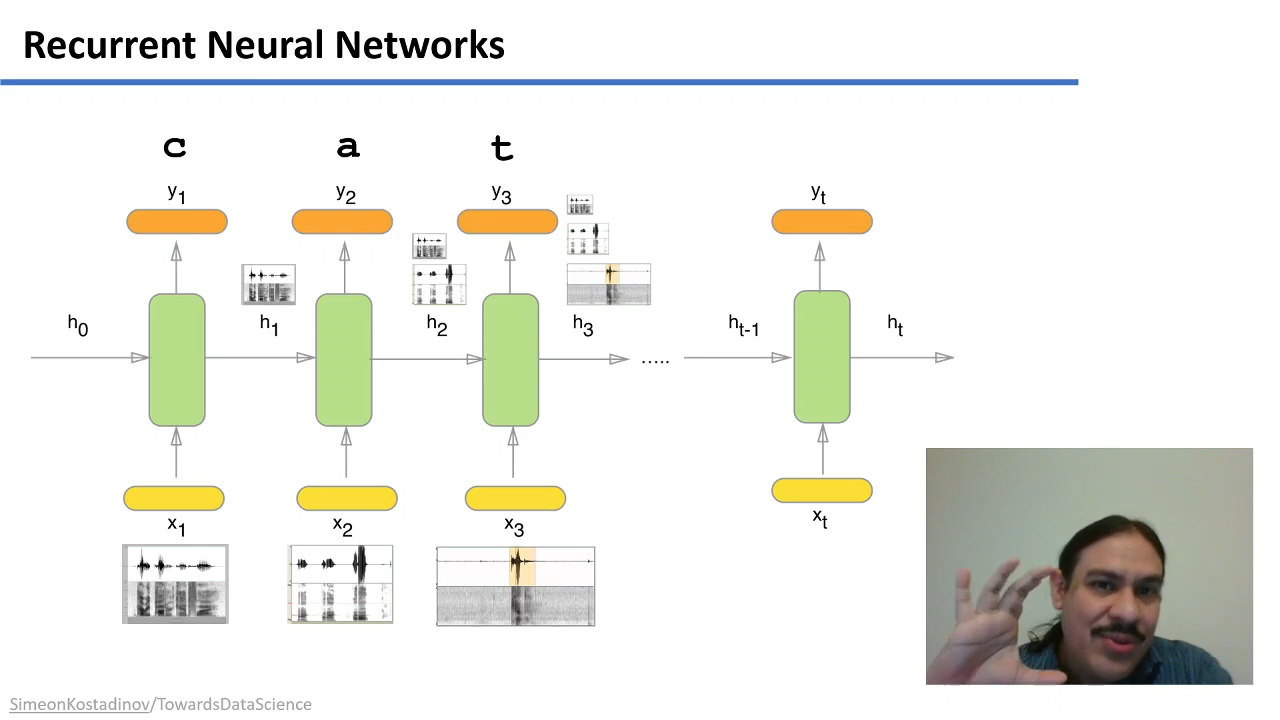 Recurrent Neural Networks
c a t
y1 y2 y3 yt
h0 h1 h2 h3 ht-1 ht
.....
x1 x2 x3 xt
SimeonKostadinov/TowardsDataScience